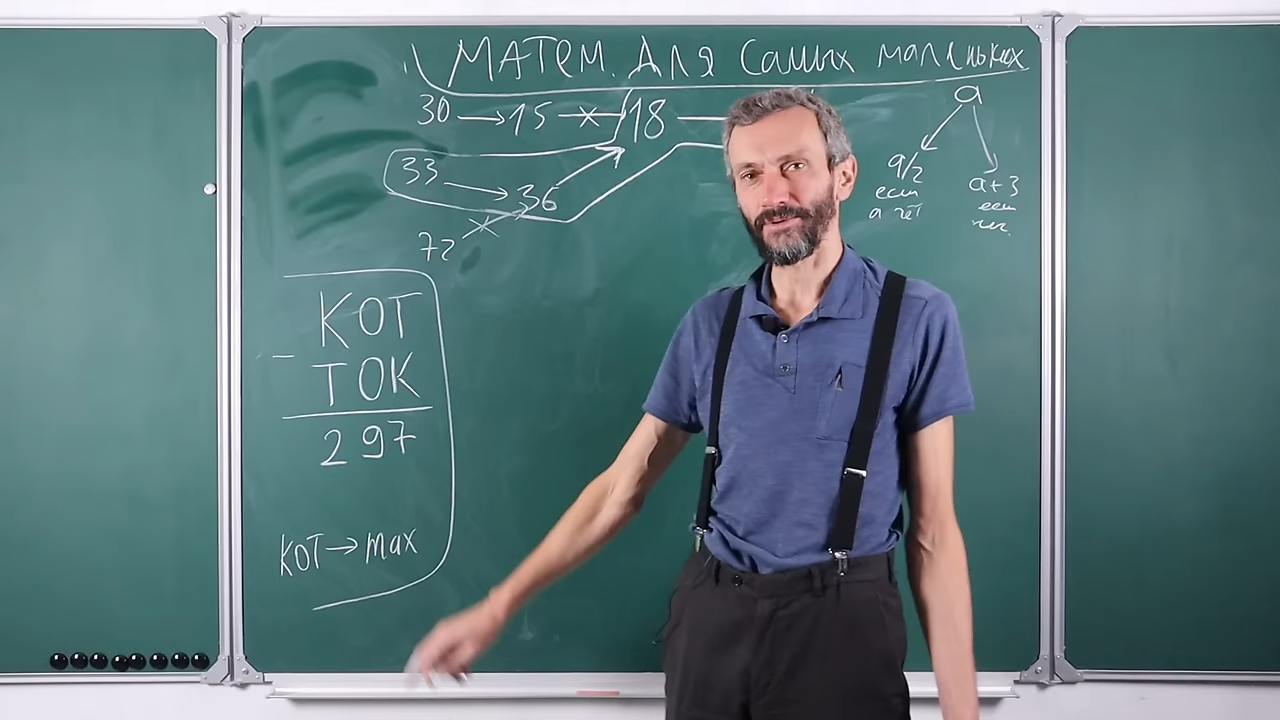 МАТЕМ. ДЛЯ Самых маленьких
30 → 15 → 18
33 → 36
72
a
a/2 a+3
если если
a чёт неч.
КОТ
− ТОК
297
КОТ → max